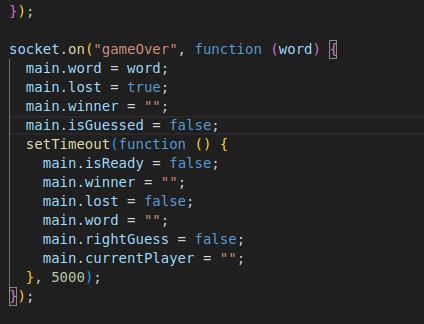 });

socket.on("gameOver", function (word) {
  main.word = word;
  main.lost = true;
  main.winner = "";
  main.isGuessed = false;
  setTimeout(function () {
    main.isReady = false;
    main.winner = "";
    main.lost = false;
    main.word = "";
    main.rightGuess = false;
    main.currentPlayer = "";
  }, 5000);
});